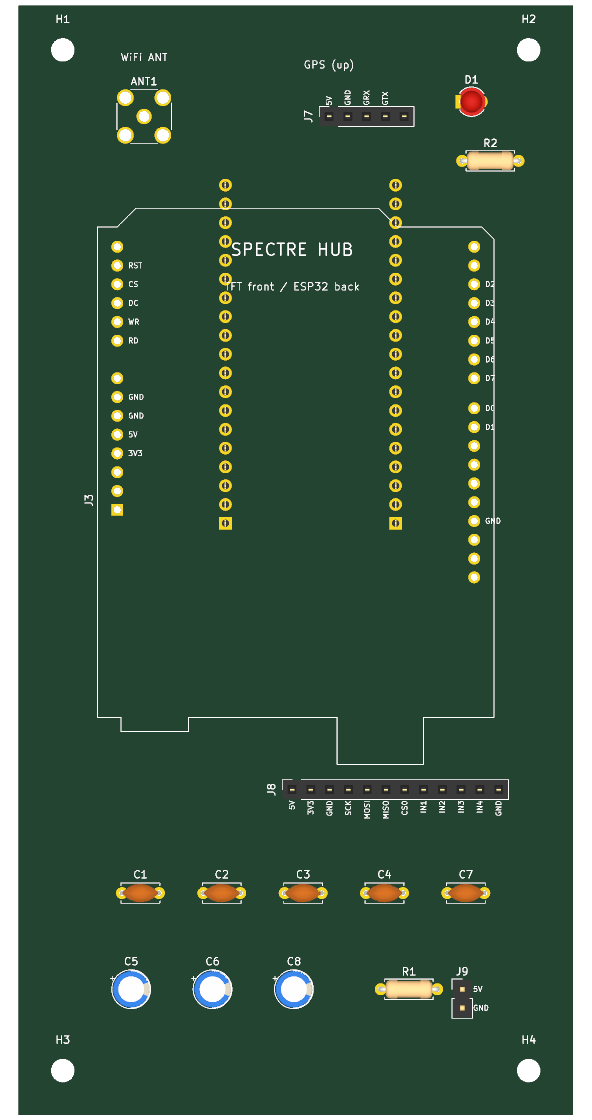 H1
H2
WiFi ANT
GPS (up)
ANT1
D1
J7
5V
GND
GRX
GTX
R2
SPECTRE HUB
TFT front / ESP32 back
RST
CS
DC
WR
RD
GND
GND
5V
3V3
J3
D2
D3
D4
D5
D6
D7
D0
D1
GND
J8
5V
3V3
GND
SCK
MOSI
MISO
CS0
IN1
IN2
IN3
IN4
GND
C1
C2
C3
C4
C7
C5
C6
C8
+
+
+
R1
J9
5V
GND
H3
H4